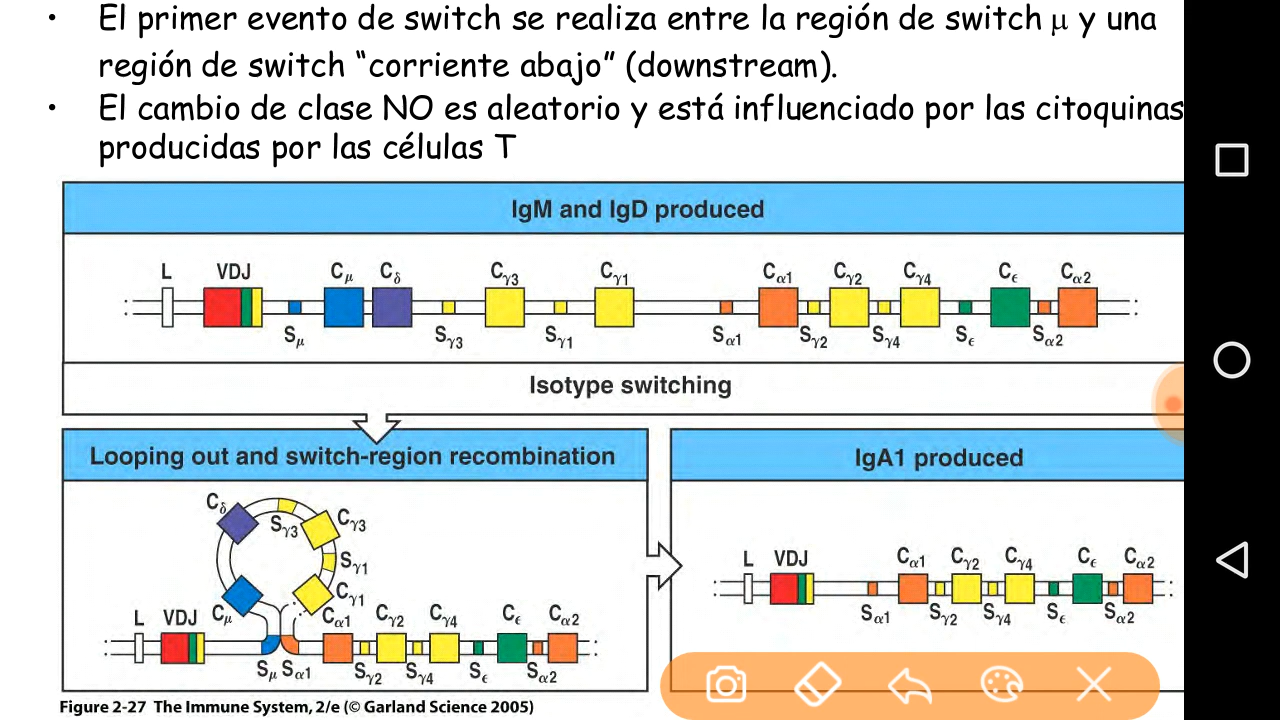 • El primer evento de switch se realiza entre la región de switch μ y una
región de switch “corriente abajo” (downstream).
• El cambio de clase NO es aleatorio y está influenciado por las citoquinas
producidas por las células T
IgM and IgD produced
L VDJ Cμ Cδ Cγ3 Cγ1 Cα1 Cγ2 Cγ4 Cε Cα2
Sμ Sγ3 Sγ1 Sα1 Sγ2 Sγ4 Sε Sα2
Isotype switching
Looping out and switch-region recombination
Cδ Sγ3 Cγ3
Sγ1
Cγ1
L VDJ Cμ Cα1 Cγ2 Cγ4 Cε Cα2
Sμ Sα1 Sγ2 Sγ4 Sε Sα2
IgA1 produced
L VDJ Cα1 Cγ2 Cγ4 Cε Cα2
Sα1 Sγ2 Sγ4 Sε Sα2
Figure 2-27 The Immune System, 2/e (© Garland Science 2005)